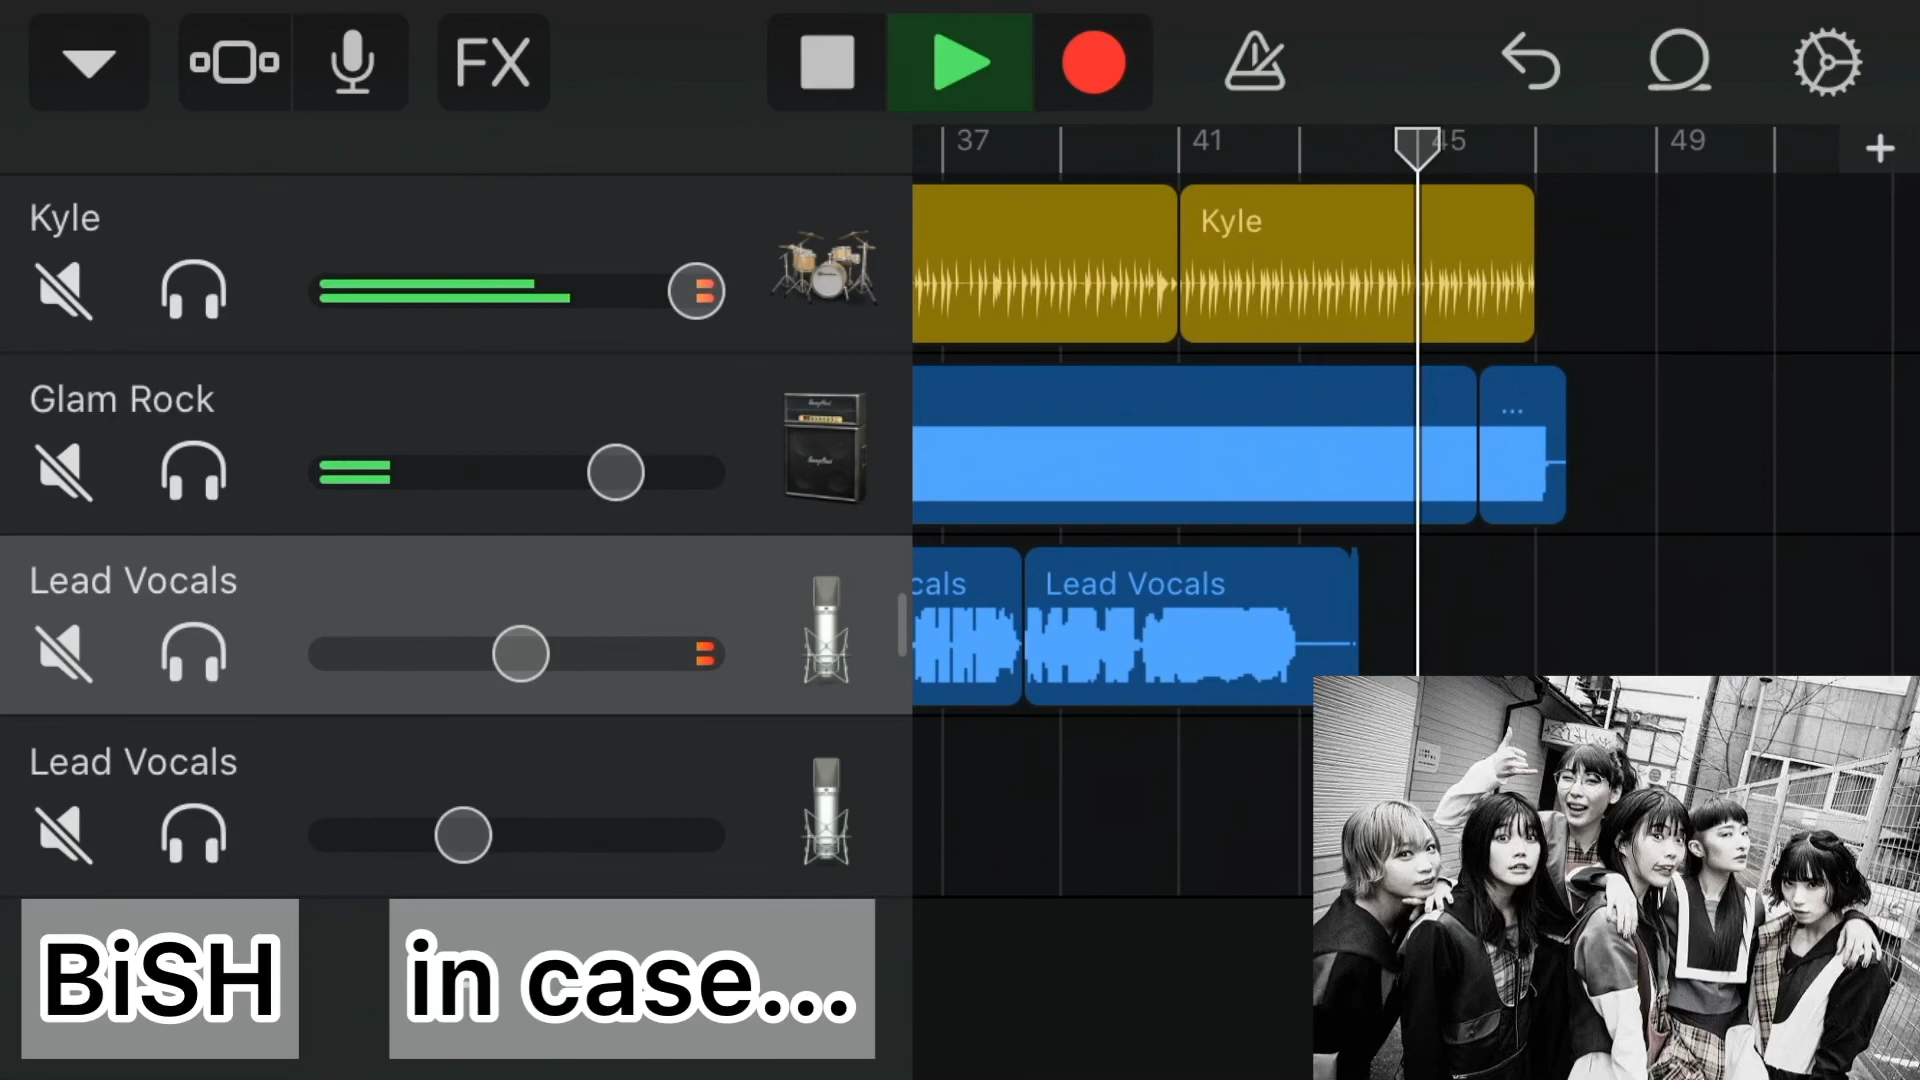 FX
37
41
45
49
Kyle
Kyle
Glam Rock
...
Lead Vocals
cals
Lead Vocals
Lead Vocals
BiSH
in case...